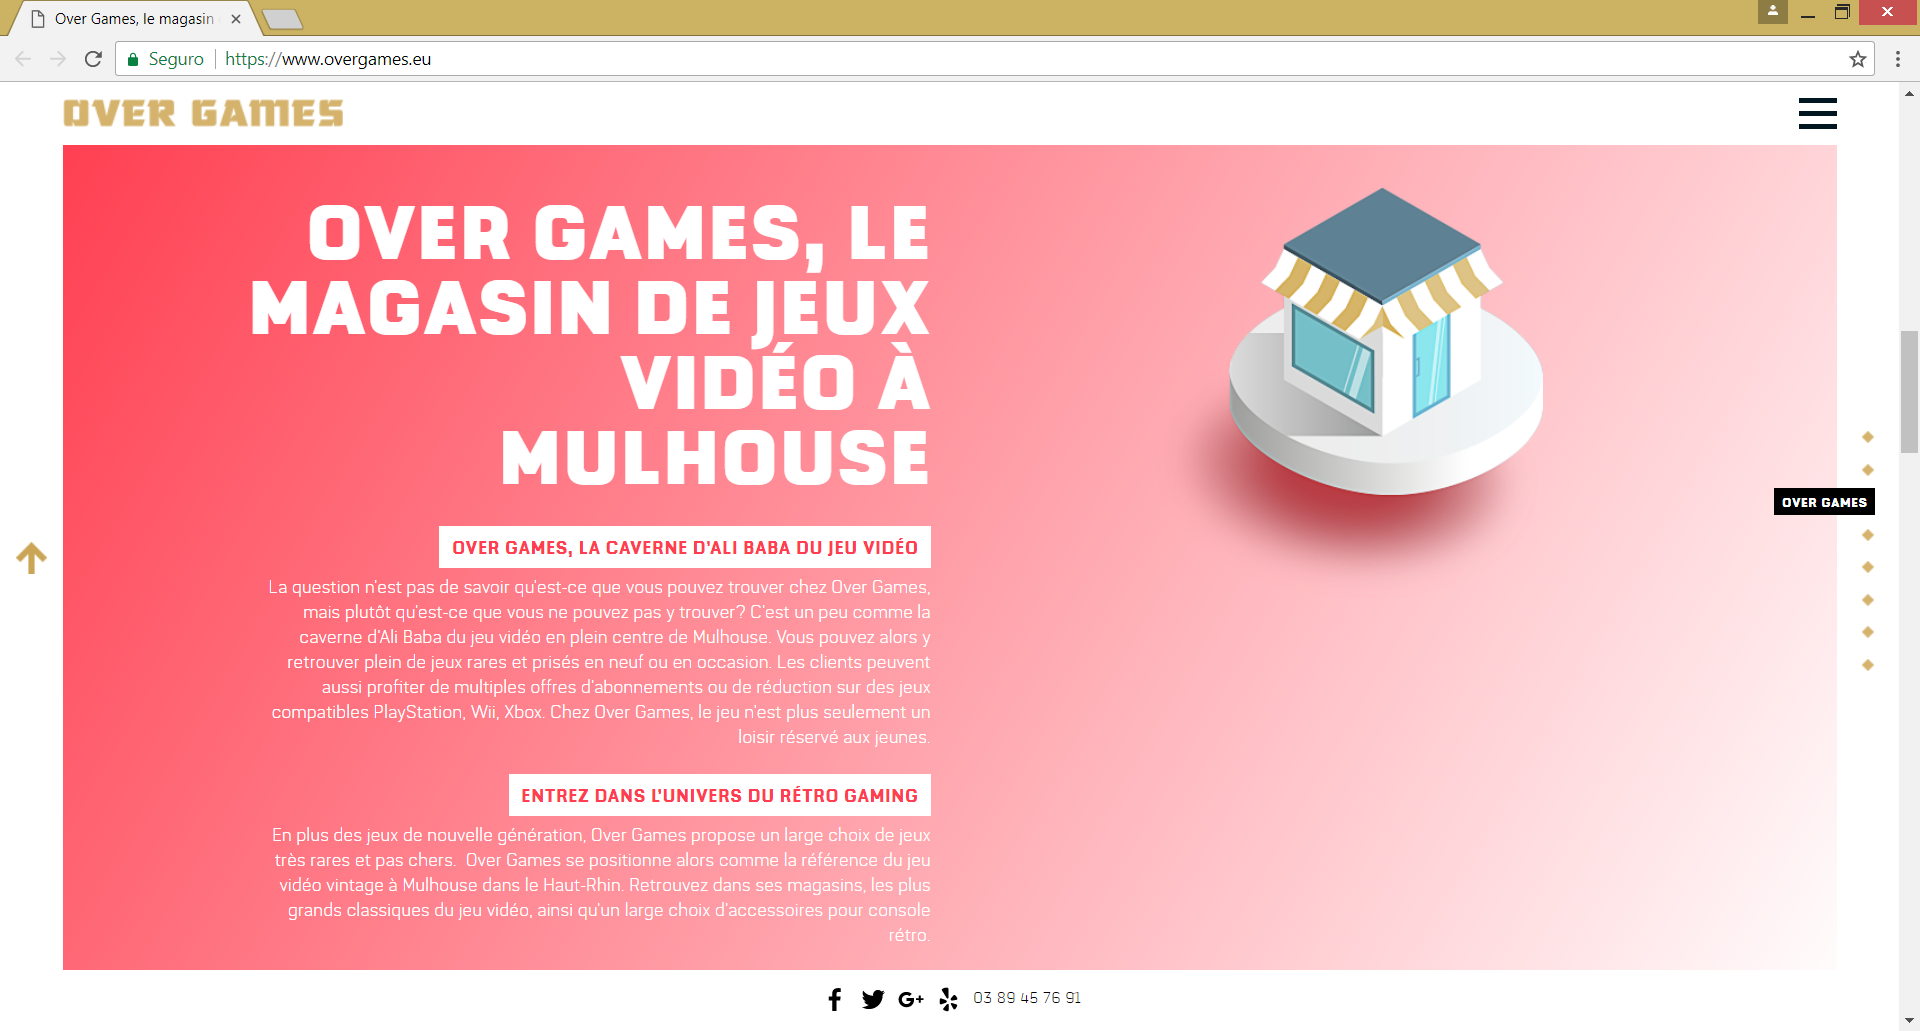 Over Games, le magasin
Seguro
https://www.overgames.eu
OVER GAMES
OVER GAMES, LE
MAGASIN DE JEUX
VIDÉO À
MULHOUSE
OVER GAMES, LA CAVERNE D'ALI BABA DU JEU VIDÉO
La question n'est pas de savoir qu'est-ce que vous pouvez trouver chez Over Games,
mais plutôt qu'est-ce que vous ne pouvez pas y trouver? C'est un peu comme la
caverne d'Ali Baba du jeu vidéo en plein centre de Mulhouse. Vous pouvez alors y
retrouver plein de jeux rares et prisés en neuf ou en occasion. Les clients peuvent
aussi profiter de multiples offres d'abonnements ou de réduction sur des jeux
compatibles PlayStation, Wii, Xbox. Chez Over Games, le jeu n'est plus seulement un
loisir réservé aux jeunes.
ENTREZ DANS L'UNIVERS DU RÉTRO GAMING
En plus des jeux de nouvelle génération, Over Games propose un large choix de jeux
très rares et pas chers.  Over Games se positionne alors comme la référence du jeu
vidéo vintage à Mulhouse dans le Haut-Rhin. Retrouvez dans ses magasins, les plus
grands classiques du jeu vidéo, ainsi qu'un large choix d'accessoires pour console
rétro.
OVER GAMES
03 89 45 76 91